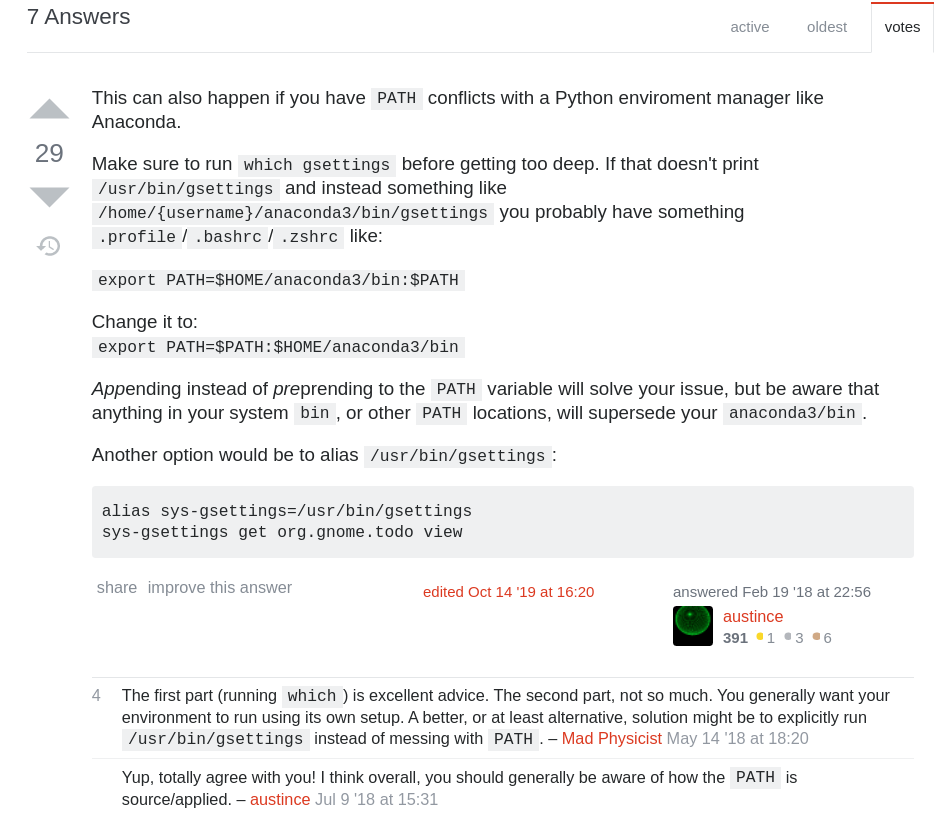 7 Answers
active oldest votes
This can also happen if you have PATH conflicts with a Python enviroment manager like
Anaconda.
29
Make sure to run which gsettings before getting too deep. If that doesn't print
/usr/bin/gsettings and instead something like
/home/{username}/anaconda3/bin/gsettings you probably have something
.profile / .bashrc / .zshrc like:
export PATH=$HOME/anaconda3/bin:$PATH
Change it to:
export PATH=$PATH:$HOME/anaconda3/bin
Appending instead of preprending to the PATH variable will solve your issue, but be aware that
anything in your system bin , or other PATH locations, will supersede your anaconda3/bin .
Another option would be to alias /usr/bin/gsettings :
alias sys-gsettings=/usr/bin/gsettings
sys-gsettings get org.gnome.todo view
share improve this answer
edited Oct 14 '19 at 16:20
answered Feb 19 '18 at 22:56
austince
391 1 3 6
4 The first part (running which ) is excellent advice. The second part, not so much. You generally want your
environment to run using its own setup. A better, or at least alternative, solution might be to explicitly run
/usr/bin/gsettings instead of messing with PATH . – Mad Physicist May 14 '18 at 18:20
Yup, totally agree with you! I think overall, you should generally be aware of how the PATH is
source/applied. – austince Jul 9 '18 at 15:31